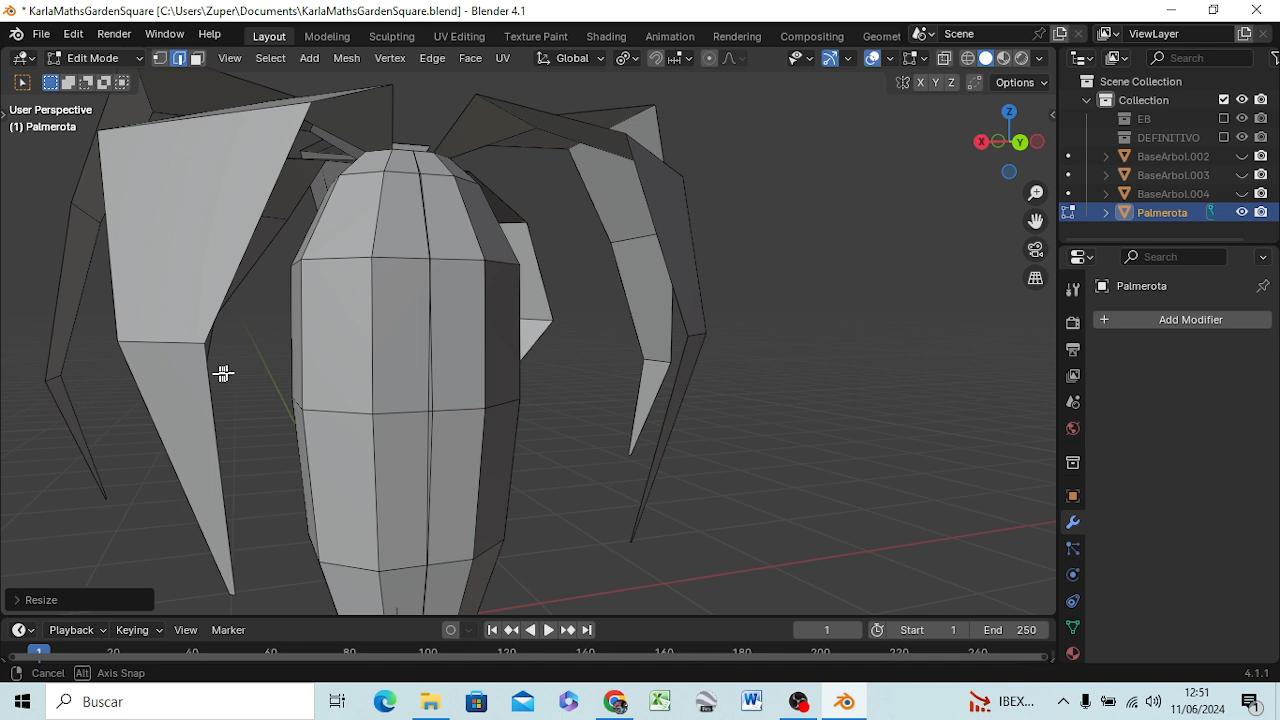 * KarlaMathsGardenSquare [C:\Users\Zuper\Documents\KarlaMathsGardenSquare.blend] - Blender 4.1
File Edit Render Window Help Layout Modeling Sculpting UV Editing Texture Paint Shading Animation Rendering Compositing Geomet Scene ViewLayer
Edit Mode View Select Add Mesh Vertex Edge Face UV Global Search
X Y Z Options
User Perspective
(1) Palmerota
Z X Y
Scene Collection
Collection
EB
DEFINITIVO
BaseArbol.002
BaseArbol.003
BaseArbol.004
Palmerota
Search
Palmerota
+ Add Modifier
> Resize
Playback Keying View Marker 1 Start 1 End 250
1 20 40 60 80 100 120 140 160 180 200 220 240
Cancel Alt Axis Snap 4.1.1
Buscar IBEX... 12:51
11/06/2024
1